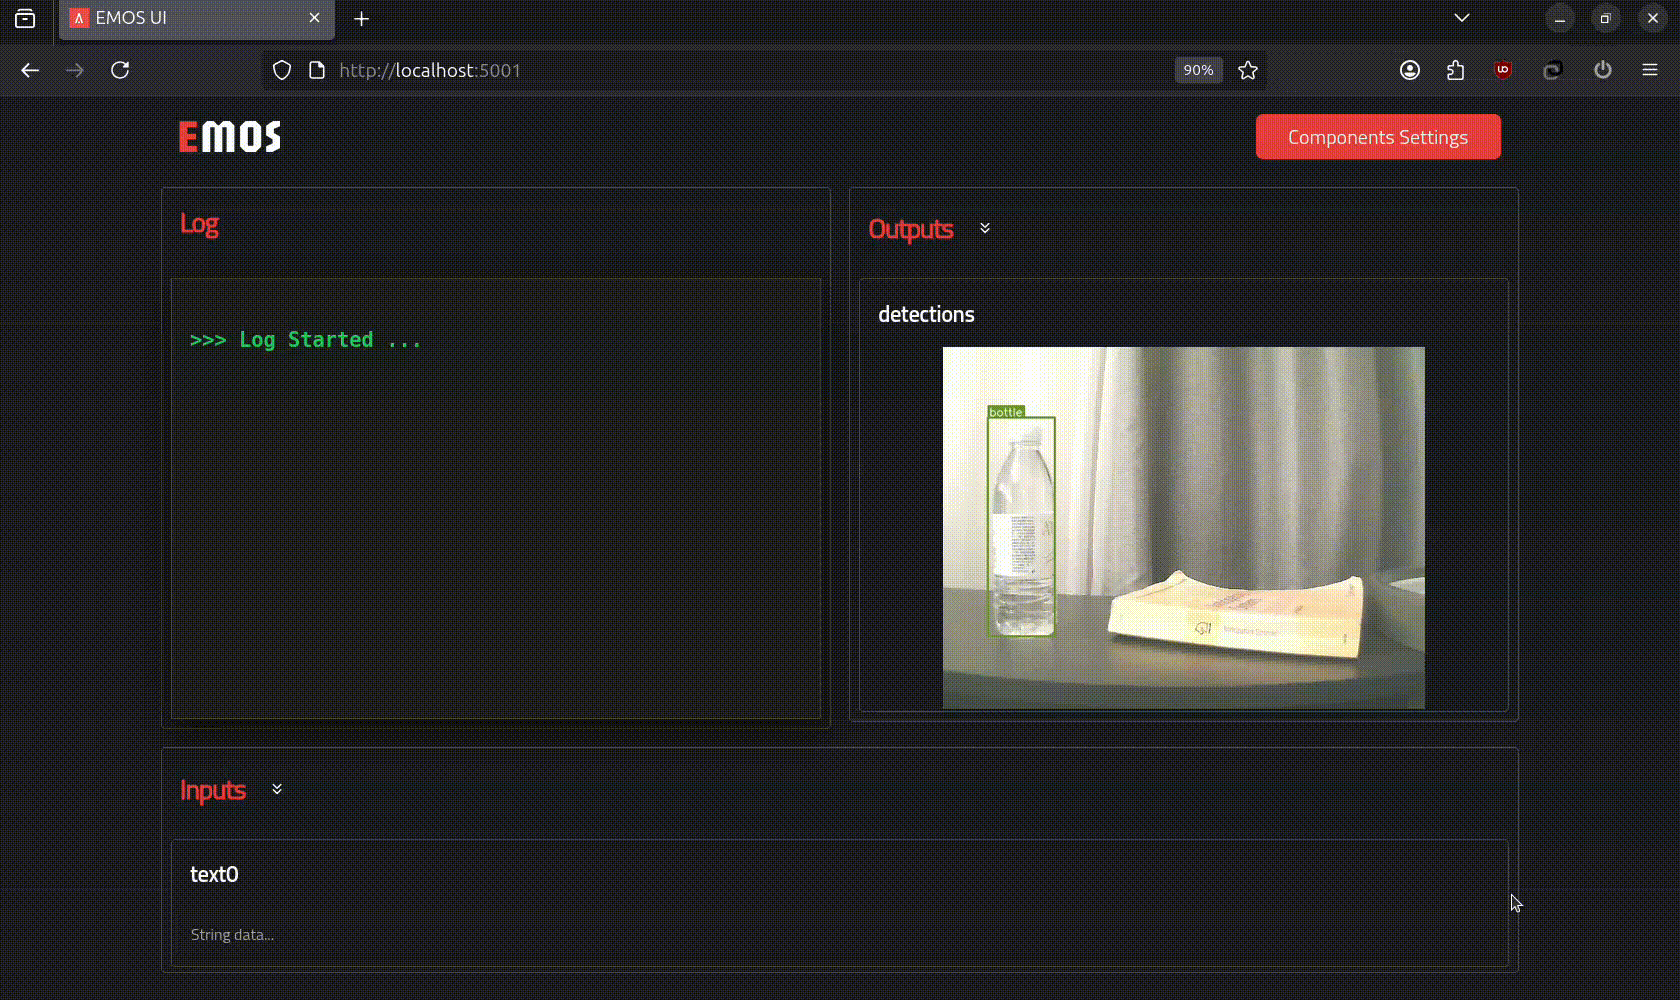 EMOS UI
http://localhost:5001
90%
EMOS
Components Settings
Log
>>> Log Started ...
Outputs
detections
bottle
Inputs
text0
String data...